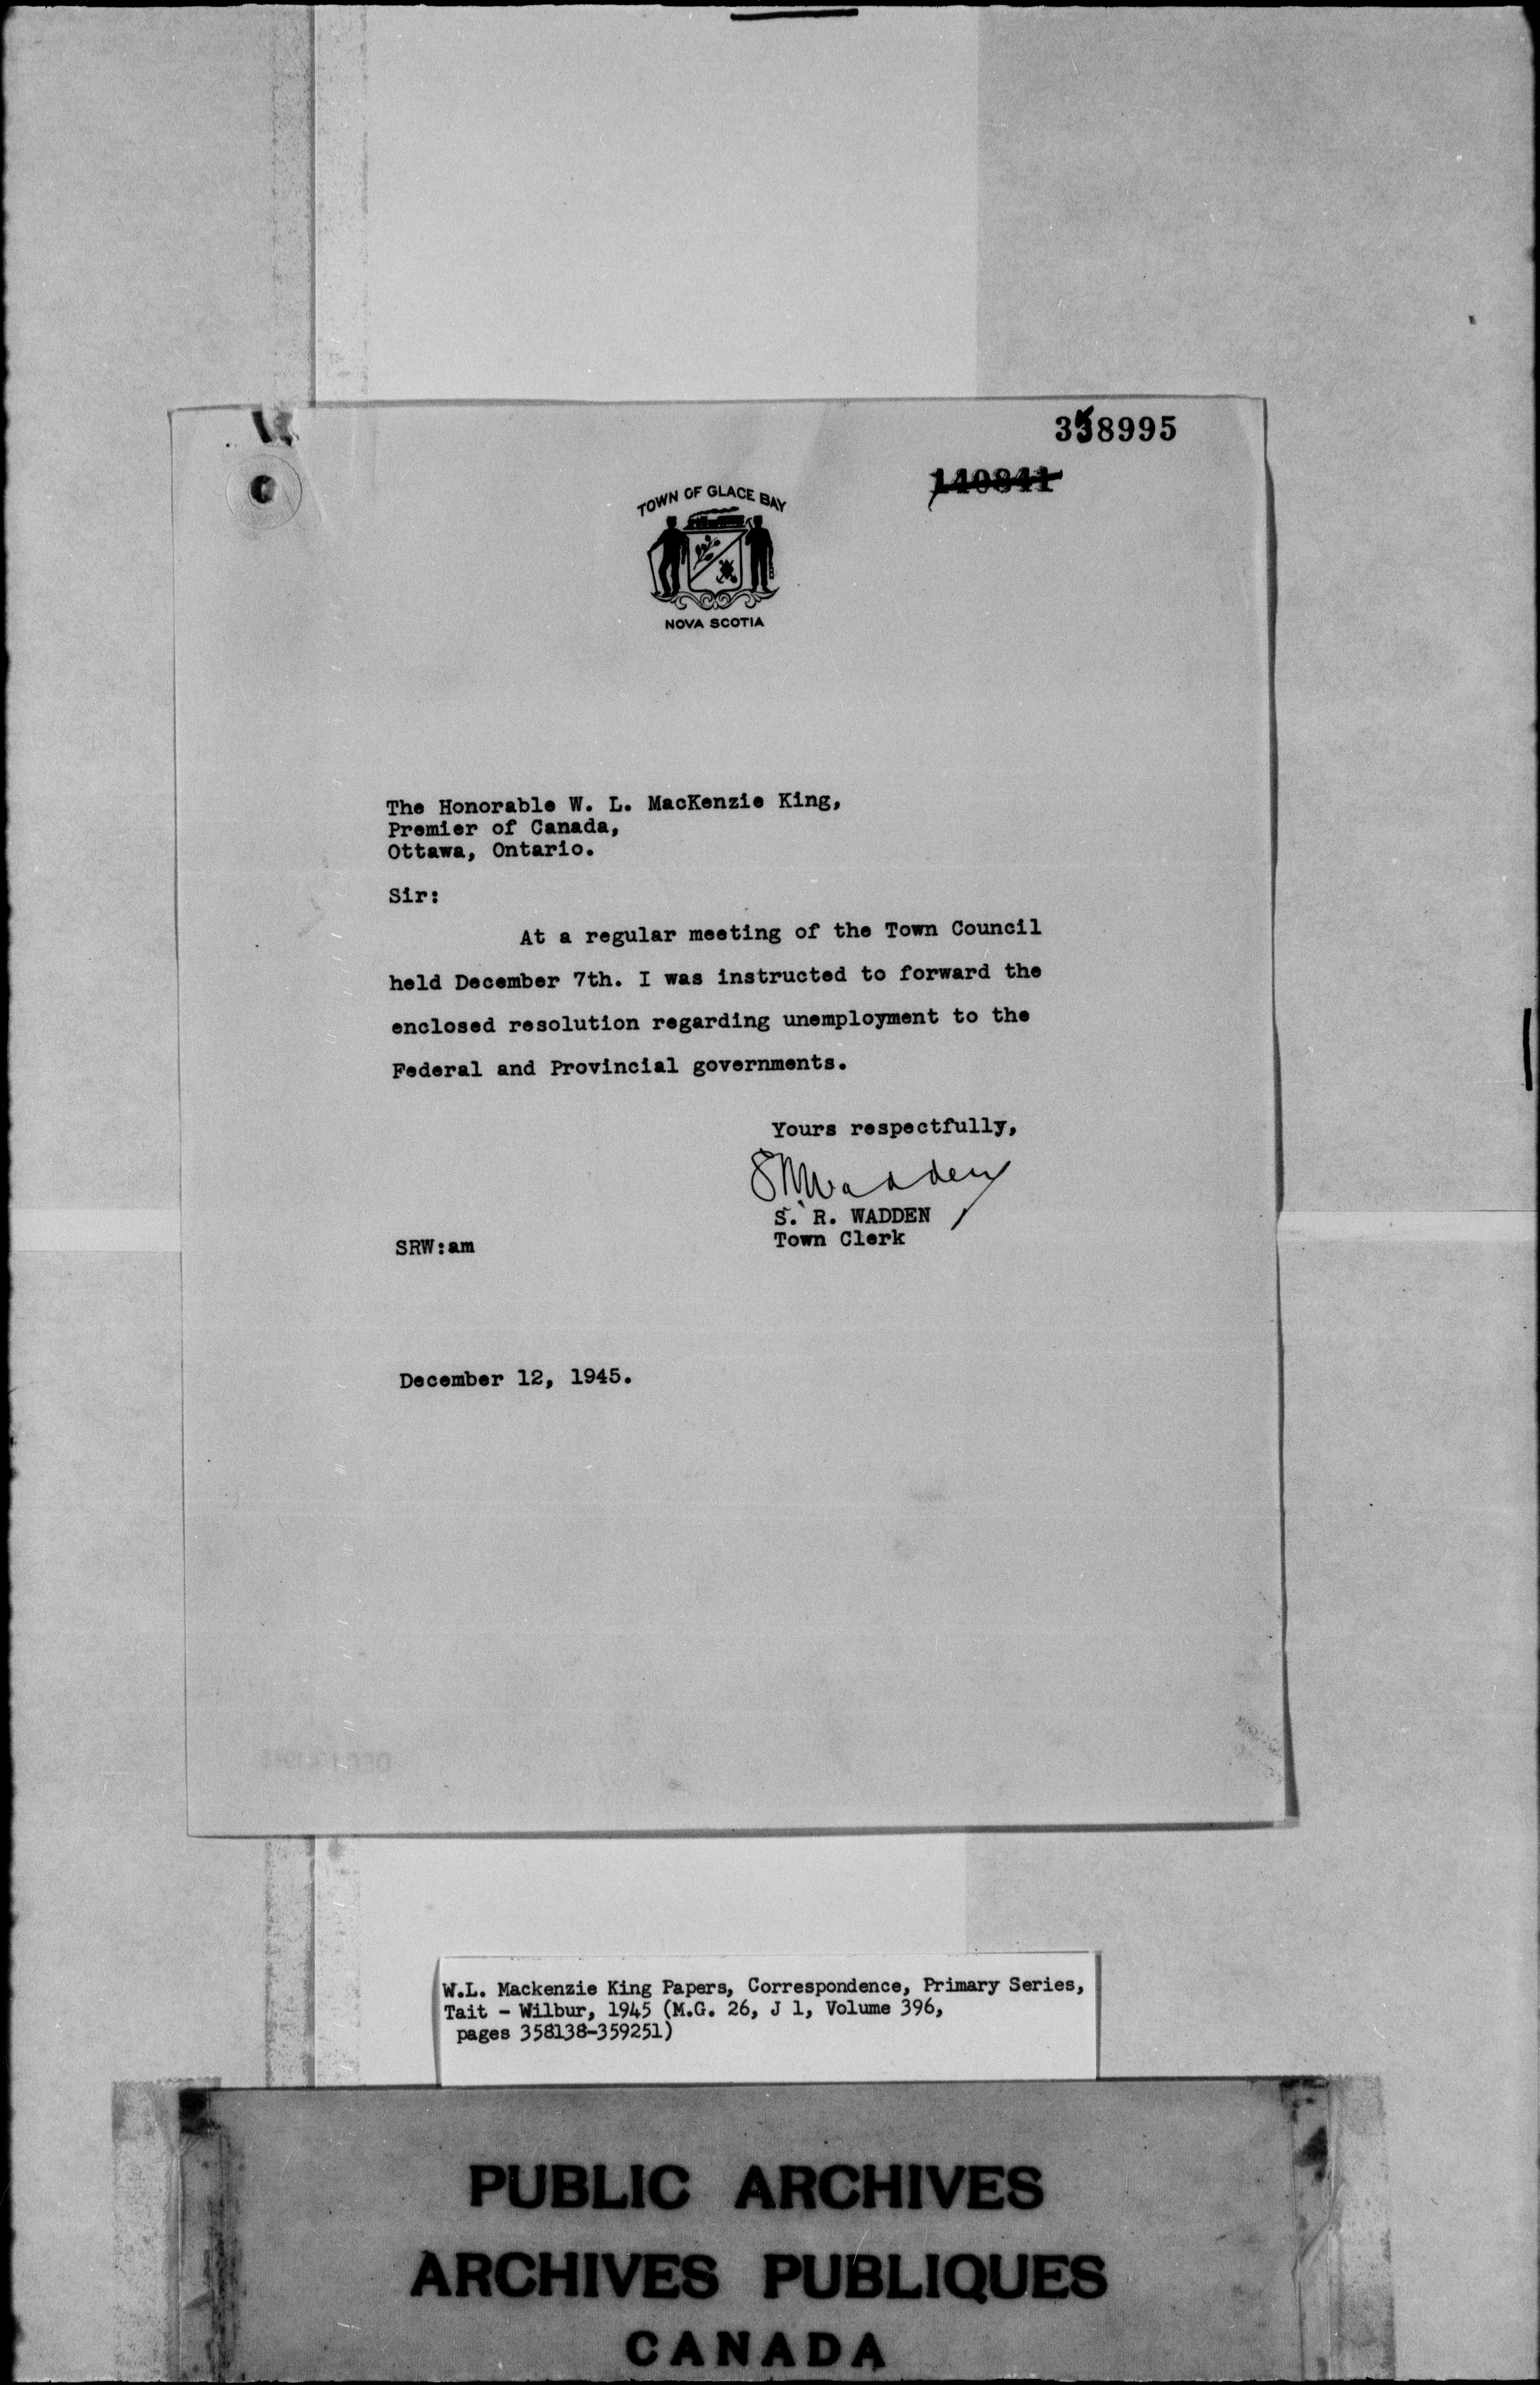 358995
140841
TOWN OF GLACE BAY
NOVA SCOTIA
The Honorable W. L. MacKenzie King,
Premier of Canada,
Ottawa, Ontario.
Sir:
At a regular meeting of the Town Council
held December 7th. I was instructed to forward the
enclosed resolution regarding unemployment to the
Federal and Provincial governments.
Yours respectfully,
SRWadden
S. R. WADDEN
Town Clerk
SRW:am
December 12, 1945.
W.L. Mackenzie King Papers, Correspondence, Primary Series,
Tait - Wilbur, 1945 (M.G. 26, J 1, Volume 396,
pages 358138-359251)
PUBLIC ARCHIVES
ARCHIVES PUBLIQUES
CANADA